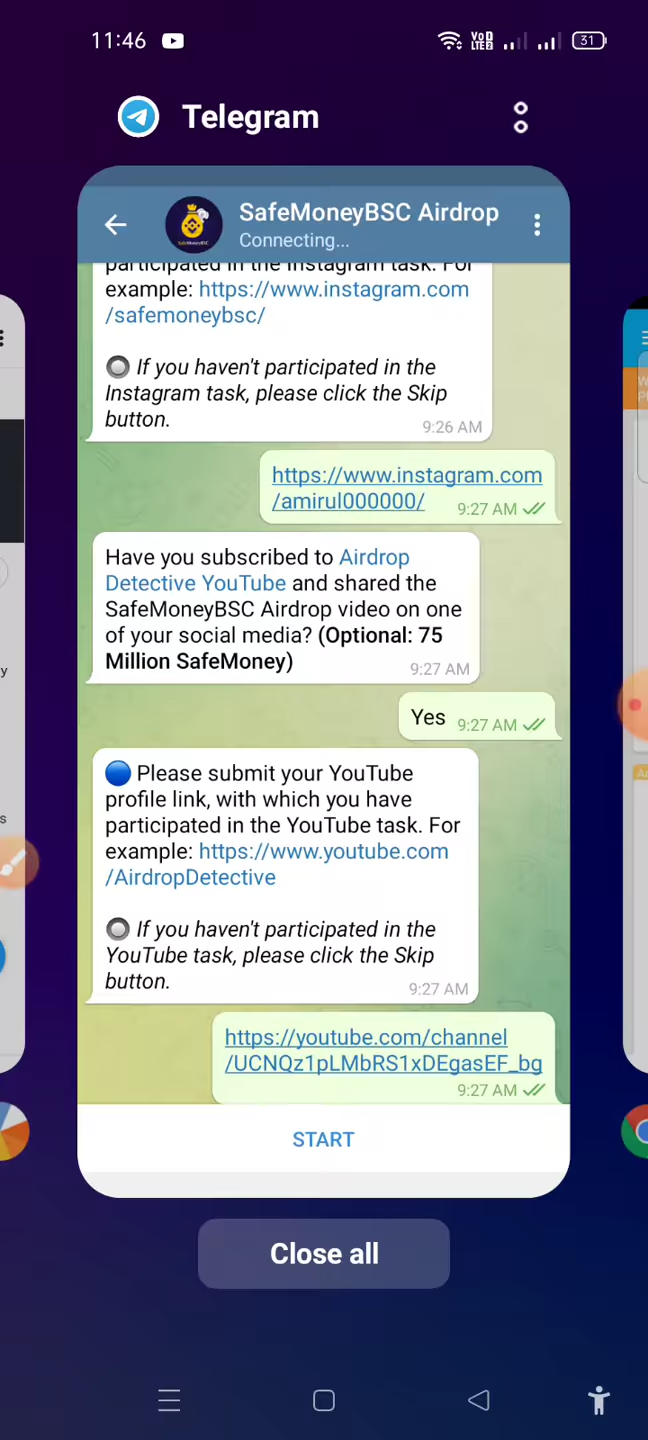 11:46
VoD
LTE2
31
Telegram
SafeMoneyBSC Airdrop
Connecting...
participated in the Instagram task. For
example: https://www.instagram.com
/safemoneybsc/
If you haven't participated in the
Instagram task, please click the Skip
button.
9:26 AM
https://www.instagram.com
/amirul000000/
9:27 AM
Have you subscribed to Airdrop
Detective YouTube and shared the
SafeMoneyBSC Airdrop video on one
of your social media? (Optional: 75
Million SafeMoney)
9:27 AM
Yes
9:27 AM
Please submit your YouTube
profile link, with which you have
participated in the YouTube task. For
example: https://www.youtube.com
/AirdropDetective
If you haven't participated in the
YouTube task, please click the Skip
button.
9:27 AM
https://youtube.com/channel
/UCNQz1pLMbRS1xDEgasEF_bg
9:27 AM
START
Close all